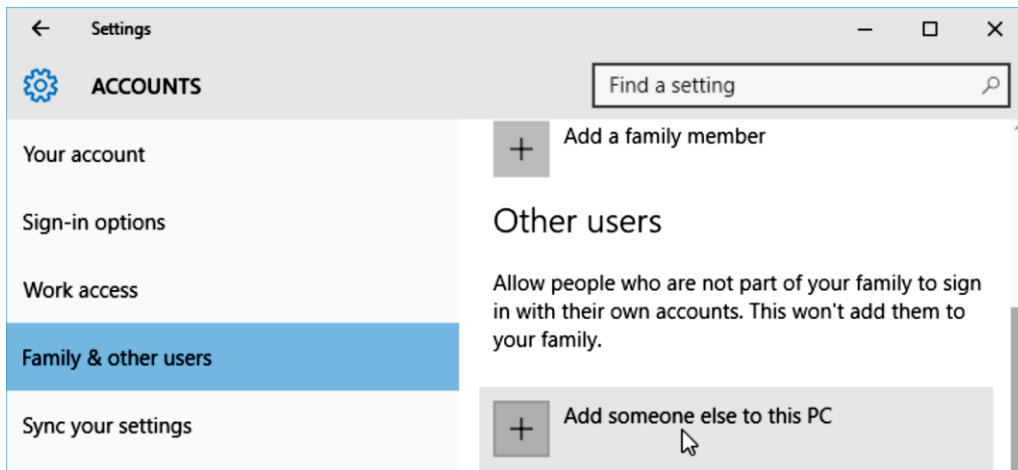 Settings
ACCOUNTS
Find a setting
Your account
Sign-in options
Work access
Family & other users
Sync your settings
Add a family member
Other users
Allow people who are not part of your family to sign
in with their own accounts. This won't add them to
your family.
Add someone else to this PC